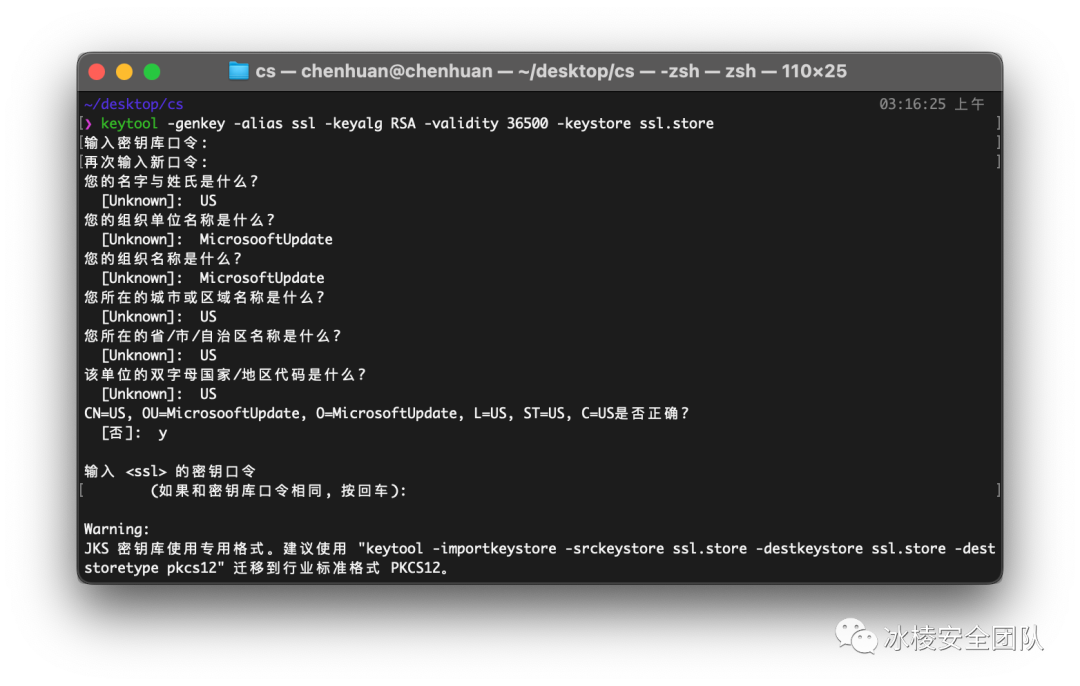 cs — chenhuan@chenhuan — ~/desktop/cs — -zsh — zsh — 110×25
~/desktop/cs 03:16:25 上午
❯ keytool -genkey -alias ssl -keyalg RSA -validity 36500 -keystore ssl.store
输入密钥库口令:
再次输入新口令:
您的名字与姓氏是什么?
[Unknown]: US
您的组织单位名称是什么?
[Unknown]: MicrosooftUpdate
您的组织名称是什么?
[Unknown]: MicrosoftUpdate
您所在的城市或区域名称是什么?
[Unknown]: US
您所在的省/市/自治区名称是什么?
[Unknown]: US
该单位的双字母国家/地区代码是什么?
[Unknown]: US
CN=US, OU=MicrosooftUpdate, O=MicrosoftUpdate, L=US, ST=US, C=US是否正确?
[否]: y
输入 <ssl> 的密钥口令
(如果和密钥库口令相同, 按回车):
Warning:
JKS 密钥库使用专用格式。建议使用 "keytool -importkeystore -srckeystore ssl.store -destkeystore ssl.store -dest
storetype pkcs12" 迁移到行业标准格式 PKCS12。
冰棱安全团队